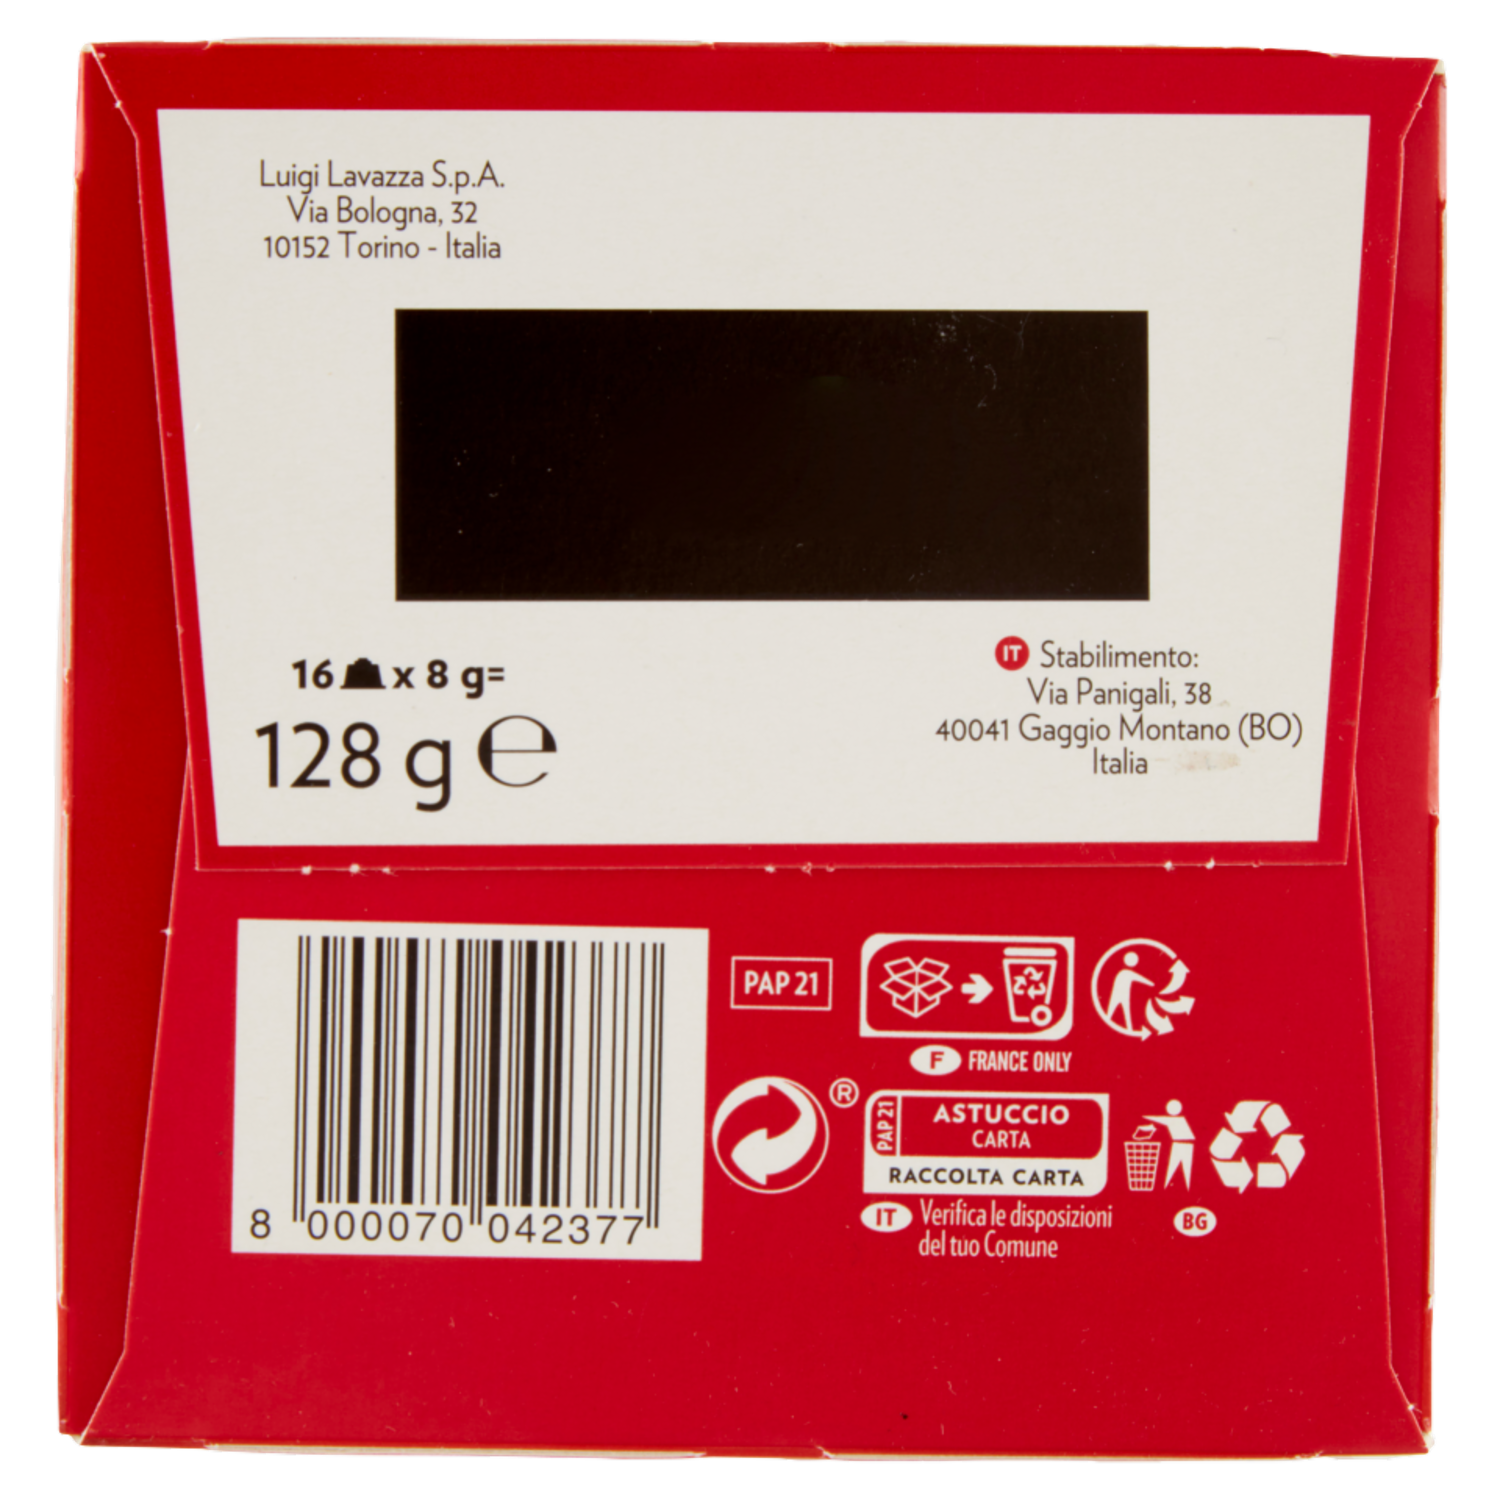 Luigi Lavazza S.p.A.
Via Bologna, 32
10152 Torino - Italia
16 x 8 g=
128 g ℮
IT Stabilimento:
Via Panigali, 38
40041 Gaggio Montano (BO)
Italia
8 000070 042377
PAP 21
F FRANCE ONLY
®
PAP 21
ASTUCCIO
CARTA
RACCOLTA CARTA
IT Verifica le disposizioni
del tuo Comune
BG